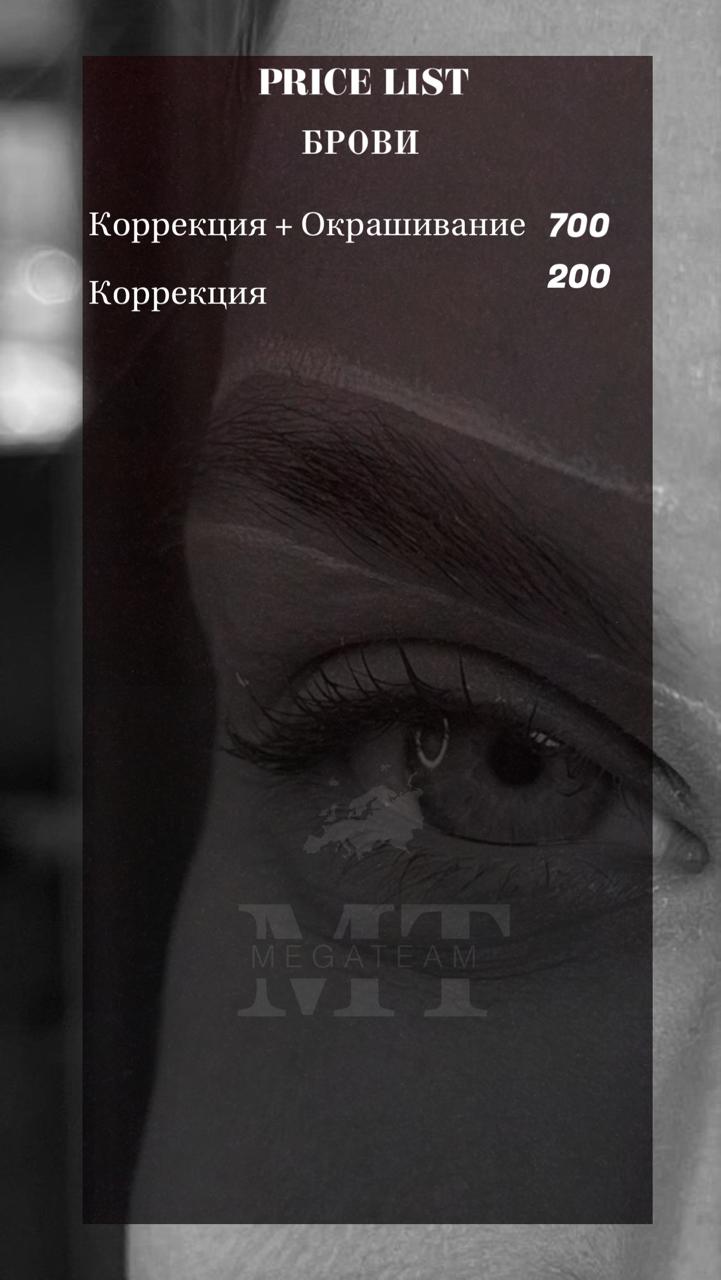 PRICE LIST
БРОВИ
Коррекция + Окрашивание 700
Коррекция 200
MT
MEGATEAM